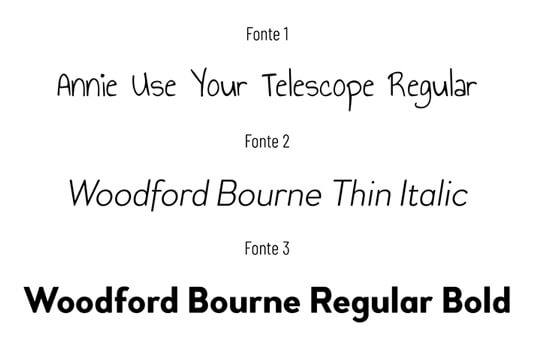 Fonte 1
Annie Use Your Telescope Regular
Fonte 2
Woodford Bourne Thin Italic
Fonte 3
Woodford Bourne Regular Bold